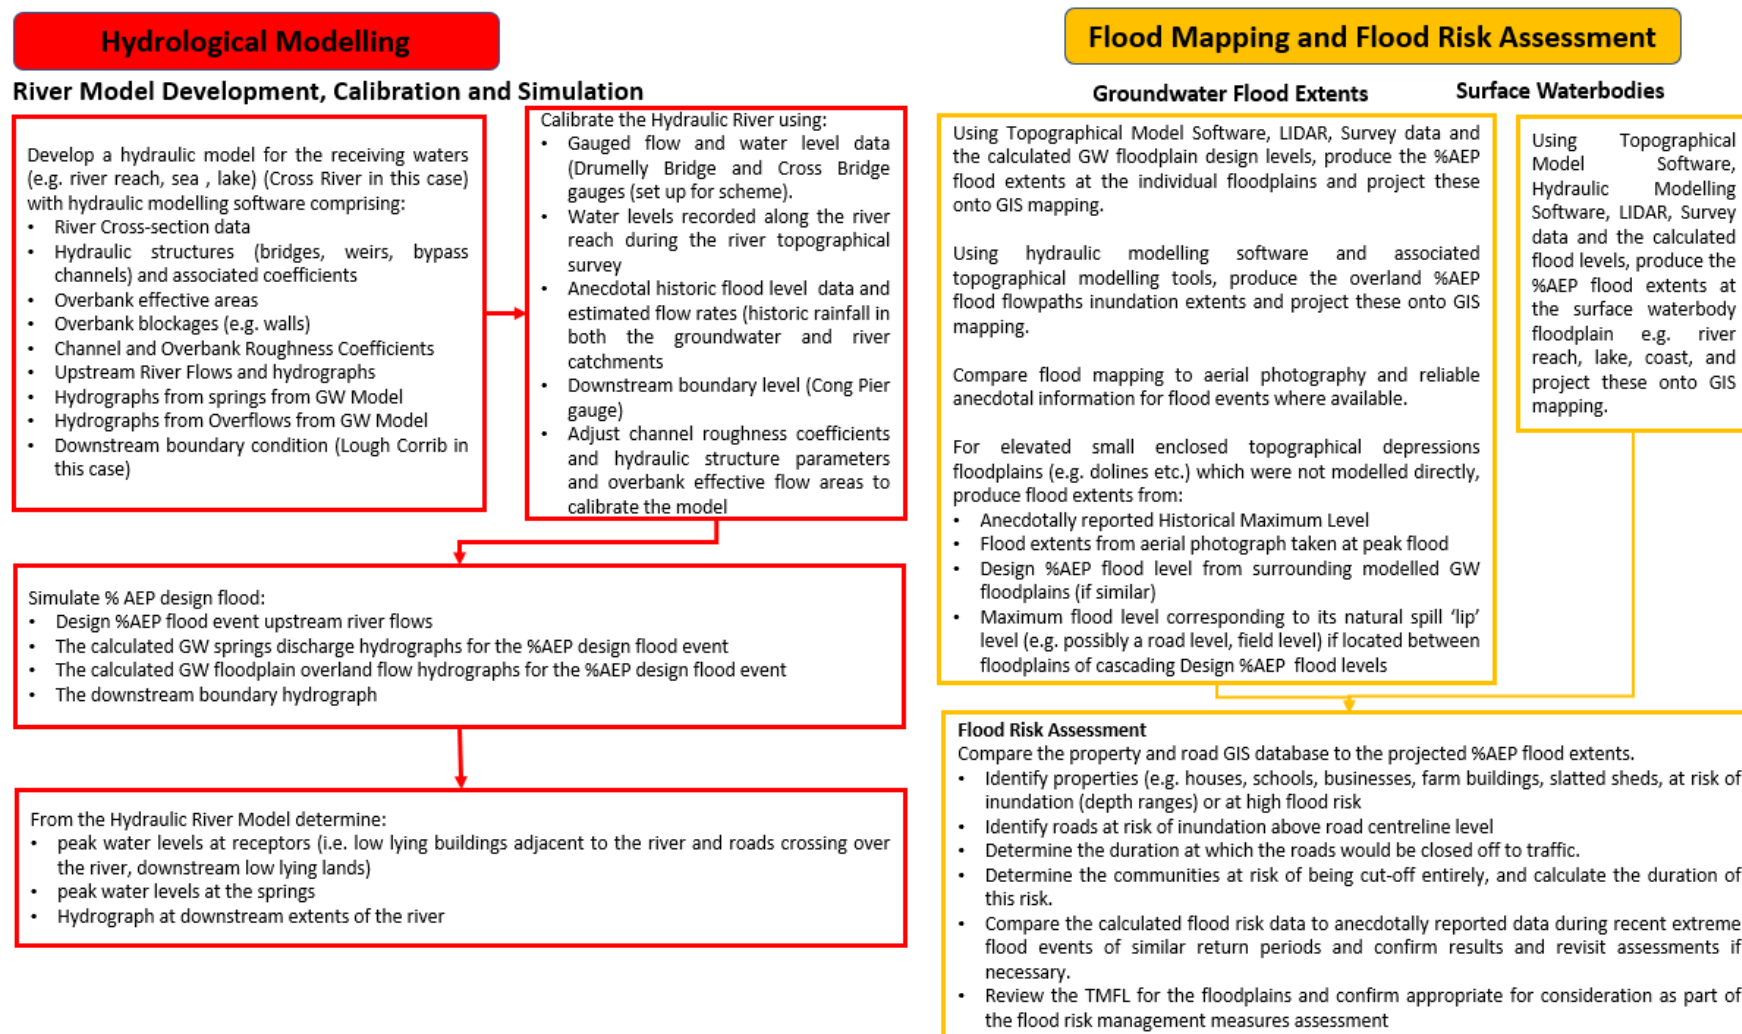 Hydrological Modelling
River Model Development, Calibration and Simulation
Develop a hydraulic model for the receiving waters
(e.g. river reach, sea , lake) (Cross River in this case)
with hydraulic modelling software comprising:
• River Cross-section data
• Hydraulic structures (bridges, weirs, bypass
channels) and associated coefficients
• Overbank effective areas
• Overbank blockages (e.g. walls)
• Channel and Overbank Roughness Coefficients
• Upstream River Flows and hydrographs
• Hydrographs from springs from GW Model
• Hydrographs from Overflows from GW Model
• Downstream boundary condition (Lough Corrib in
this case)
Calibrate the Hydraulic River using:
• Gauged flow and water level data
(Drumelly Bridge and Cross Bridge
gauges (set up for scheme).
• Water levels recorded along the river
reach during the river topographical
survey
• Anecdotal historic flood level data and
estimated flow rates (historic rainfall in
both the groundwater and river
catchments
• Downstream boundary level (Cong Pier
gauge)
• Adjust channel roughness coefficients
and hydraulic structure parameters
and overbank effective flow areas to
calibrate the model
Simulate % AEP design flood:
• Design %AEP flood event upstream river flows
• The calculated GW springs discharge hydrographs for the %AEP design flood event
• The calculated GW floodplain overland flow hydrographs for the %AEP design flood event
• The downstream boundary hydrograph
From the Hydraulic River Model determine:
• peak water levels at receptors (i.e. low lying buildings adjacent to the river and roads crossing over
the river, downstream low lying lands)
• peak water levels at the springs
• Hydrograph at downstream extents of the river
Flood Mapping and Flood Risk Assessment
Groundwater Flood Extents
Using Topographical Model Software, LIDAR, Survey data and
the calculated GW floodplain design levels, produce the %AEP
flood extents at the individual floodplains and project these
onto GIS mapping.
Using hydraulic modelling software and associated
topographical modelling tools, produce the overland %AEP
flood flowpaths inundation extents and project these onto GIS
mapping.
Compare flood mapping to aerial photography and reliable
anecdotal information for flood events where available.
For elevated small enclosed topographical depressions
floodplains (e.g. dolines etc.) which were not modelled directly,
produce flood extents from:
• Anecdotally reported Historical Maximum Level
• Flood extents from aerial photograph taken at peak flood
• Design %AEP flood level from surrounding modelled GW
floodplains (if similar)
• Maximum flood level corresponding to its natural spill ‘lip’
level (e.g. possibly a road level, field level) if located between
floodplains of cascading Design %AEP flood levels
Surface Waterbodies
Using Topographical
Model Software,
Hydraulic Modelling
Software, LIDAR, Survey
data and the calculated
flood levels, produce the
%AEP flood extents at
the surface waterbody
floodplain e.g. river
reach, lake, coast, and
project these onto GIS
mapping.
Flood Risk Assessment
Compare the property and road GIS database to the projected %AEP flood extents.
• Identify properties (e.g. houses, schools, businesses, farm buildings, slatted sheds, at risk of
inundation (depth ranges) or at high flood risk
• Identify roads at risk of inundation above road centreline level
• Determine the duration at which the roads would be closed off to traffic.
• Determine the communities at risk of being cut-off entirely, and calculate the duration of
this risk.
• Compare the calculated flood risk data to anecdotally reported data during recent extreme
flood events of similar return periods and confirm results and revisit assessments if
necessary.
• Review the TMFL for the floodplains and confirm appropriate for consideration as part of
the flood risk management measures assessment